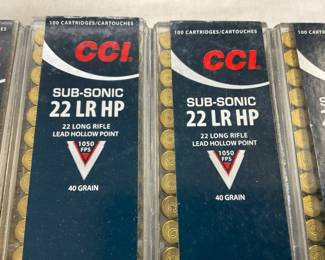 100 CARTRIDGES/CARTOUCHES
CCI
SUB-SONIC
22 LR HP
22 LONG RIFLE
LEAD HOLLOW POINT
1050
FPS
40 GRAIN
100 CARTRIDGES/CARTOUCHES
CCI
SUB-SONIC
22 LR HP
22 LONG RIFLE
LEAD HOLLOW POINT
1050
FPS
40 GRAIN